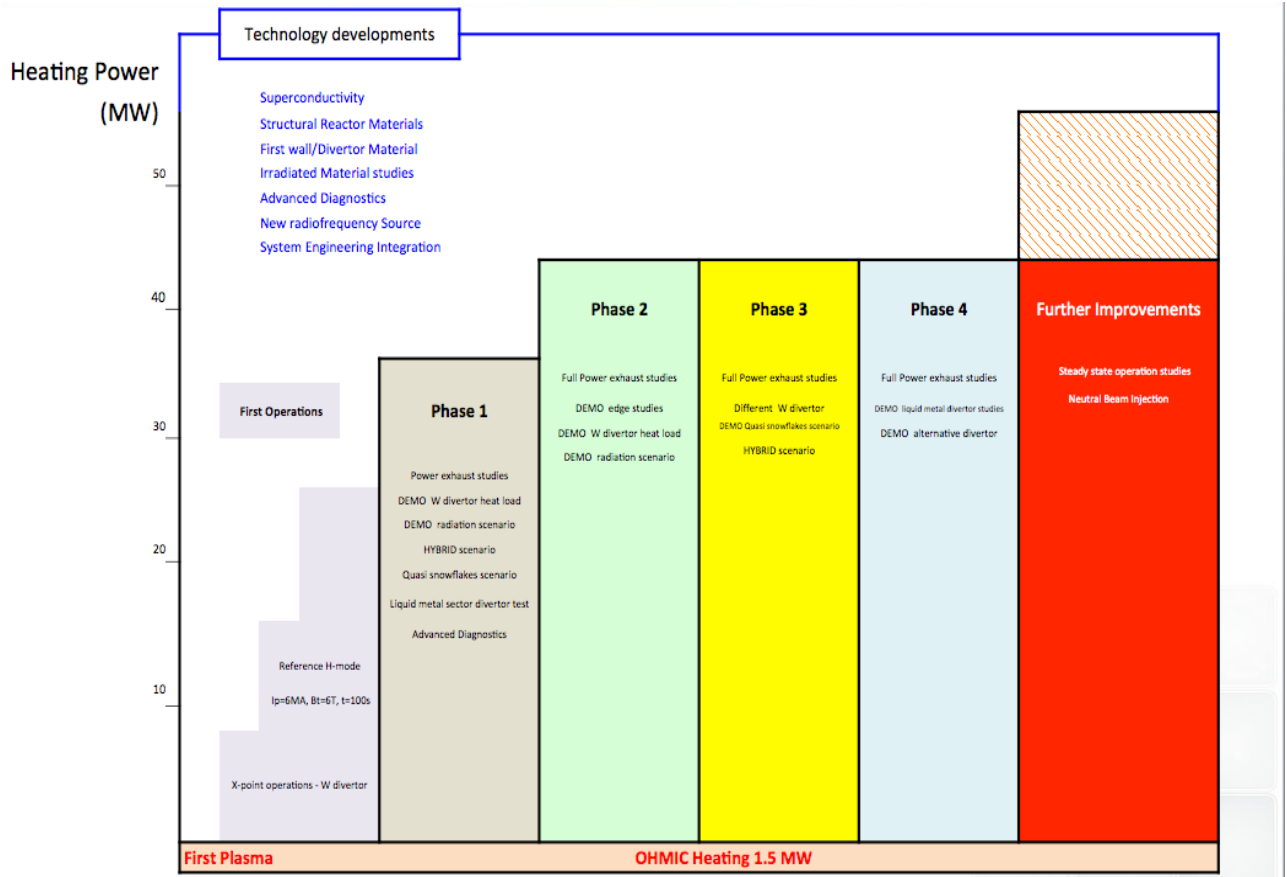 Technology developments
Heating Power
(MW)
Superconductivity
Structural Reactor Materials
First wall/Divertor Material
Irradiated Material studies
Advanced Diagnostics
New radiofrequency Source
System Engineering Integration
50
40
30
20
10
First Operations
Reference H-mode
Ip=6MA, Bt=6T, t=100s
X-point operations - W divertor
Phase 1
Power exhaust studies
DEMO W divertor heat load
DEMO radiation scenario
HYBRID scenario
Quasi snowflakes scenario
Liquid metal sector divertor test
Advanced Diagnostics
Phase 2
Full Power exhaust studies
DEMO edge studies
DEMO W divertor heat load
DEMO radiation scenario
Phase 3
Full Power exhaust studies
Different W divertor
DEMO Quasi snowflakes scenario
HYBRID scenario
Phase 4
Full Power exhaust studies
DEMO liquid metal divertor studies
DEMO alternative divertor
Further Improvements
Steady state operation studies
Neutral Beam Injection
First Plasma
OHMIC Heating 1.5 MW